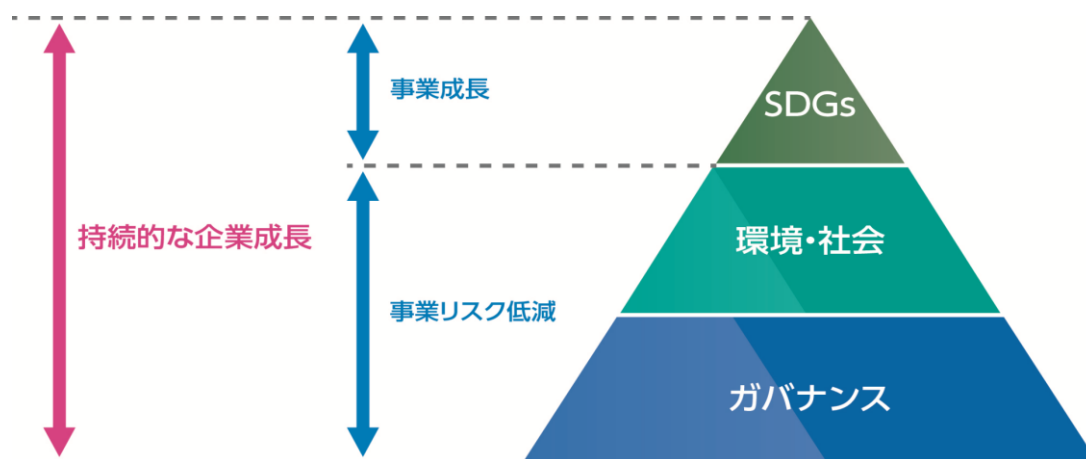 事業成長
SDGs
持続的な企業成長
環境・社会
事業リスク低減
ガバナンス